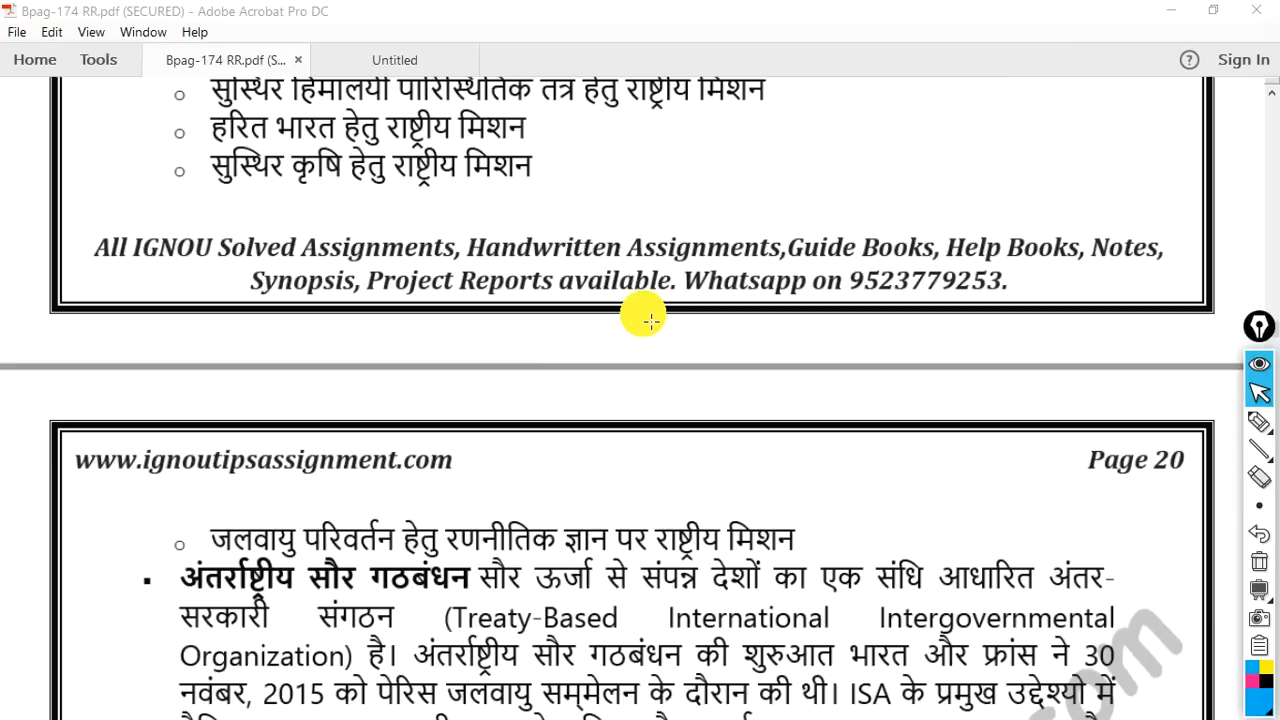 Bpag-174 RR.pdf (SECURED) - Adobe Acrobat Pro DC
File Edit View Window Help
Home Tools Bpag-174 RR.pdf (S... × Untitled ? Sign In
○ सुस्थिर हिमालयी पारिस्थितिक तंत्र हेतु राष्ट्रीय मिशन
○ हरित भारत हेतु राष्ट्रीय मिशन
○ सुस्थिर कृषि हेतु राष्ट्रीय मिशन
All IGNOU Solved Assignments, Handwritten Assignments,Guide Books, Help Books, Notes,
Synopsis, Project Reports available. Whatsapp on 9523779253.
www.ignoutipsassignment.com Page 20
○ जलवायु परिवर्तन हेतु रणनीतिक ज्ञान पर राष्ट्रीय मिशन
▪ अंतर्राष्ट्रीय सौर गठबंधन सौर ऊर्जा से संपन्न देशों का एक संधि आधारित अंतर-
सरकारी संगठन (Treaty-Based International Intergovernmental
Organization) है। अंतर्राष्ट्रीय सौर गठबंधन की शुरुआत भारत और फ्रांस ने 30
नवंबर, 2015 को पेरिस जलवायु सम्मेलन के दौरान की थी। ISA के प्रमुख उद्देश्यों में
.com